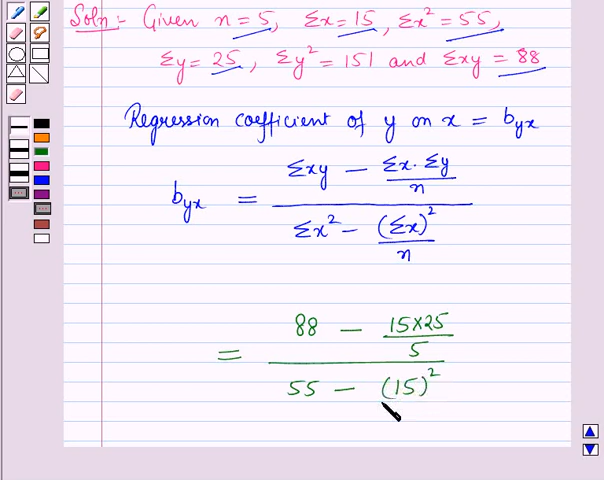 Soln:- Given n = 5, Σx = 15, Σx² = 55,
Σy = 25, Σy² = 151 and Σxy = 88
Regression coefficient of y on x = byx
byx = Σxy − Σx·Σy/n
Σx² − (Σx)²/n
= 88 − 15×25/5
55 − (15)²